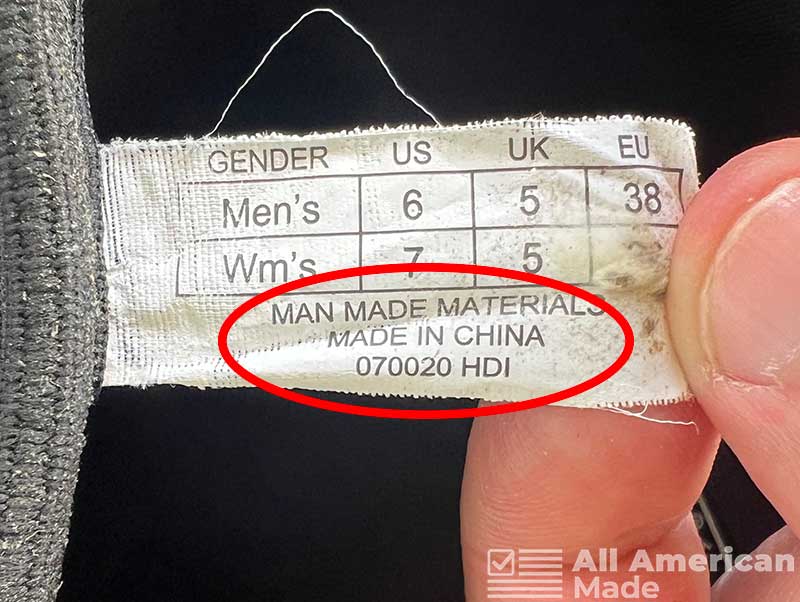 GENDER US UK EU
Men's 6 5 38
Wm's 7 5
MAN MADE MATERIALS
MADE IN CHINA
070020 HDI
All American
Made